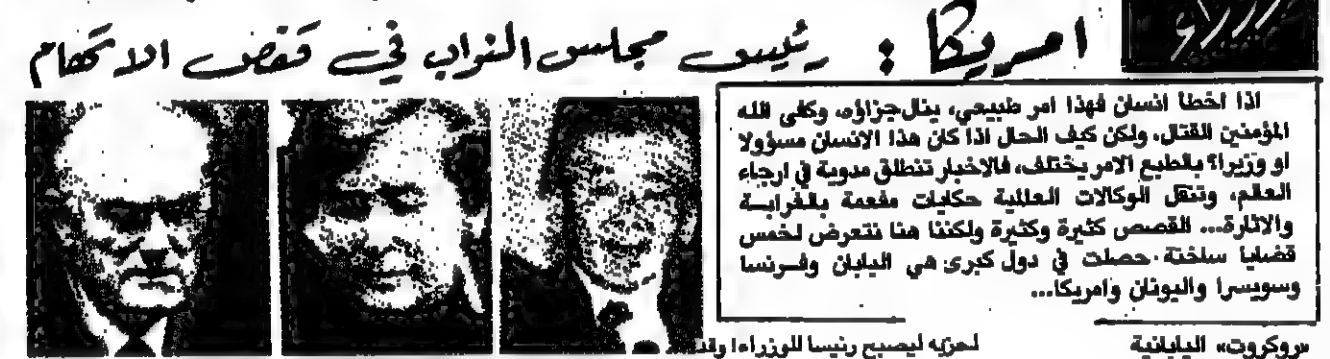 امريكا : رئيس مجلس النواب في قفص الاتهام
اذا اخطا انسان فهذا امر طبيعي، ينال جزاؤه، وكفى الله
المؤمنين القتال. ولكن كيف الحال اذا كان هذا الانسان مسؤولا
او وزيرا؟ بالطبع الامر يختلف، فالاخبار تنطلق مدوية في ارجاء
العالم، وتنقل الوكالات العالمية حكايات مفعمة بالغرابة
والاثارة... القصص كثيرة وكثيرة ولكننا هنا نتعرض لخمس
قضايا ساخنة حصلت في دول كبرى هي اليابان وفرنسا
وسويسرا واليونان وامريكا...
«روكروت» اليابانية
لحزبه ليصبح رئيسا للوزراء! وقد